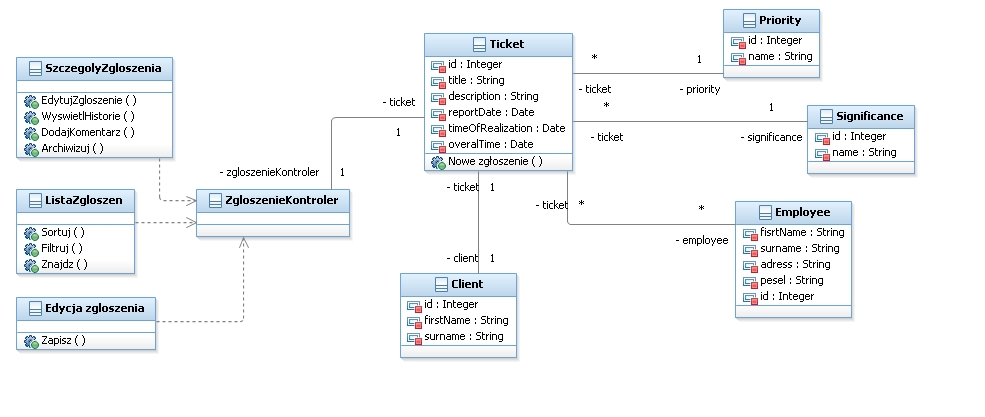 SzczegolyZgloszenia
EdytujZgloszenie ( )
WyswietlHistorie ( )
DodajKomentarz ( )
Archiwizuj ( )
ListaZgloszen
Sortuj ( )
Filtruj ( )
Znajdz ( )
Edycja zgloszenia
Zapisz ( )
- zgloszenieKontroler
1
ZgloszenieKontroler
- ticket
1
Ticket
id : Integer
title : String
description : String
reportDate : Date
timeOfRealization : Date
overalTime : Date
Nowe zgłoszenie ( )
- ticket
1
- client
1
Client
id : Integer
firstName : String
surname : String
*
1
- ticket
- priority
Priority
id : Integer
name : String
*
1
- ticket
- significance
Significance
id : Integer
name : String
- ticket
*
*
- employee
Employee
fisrtName : String
surname : String
adress : String
pesel : String
id : Integer